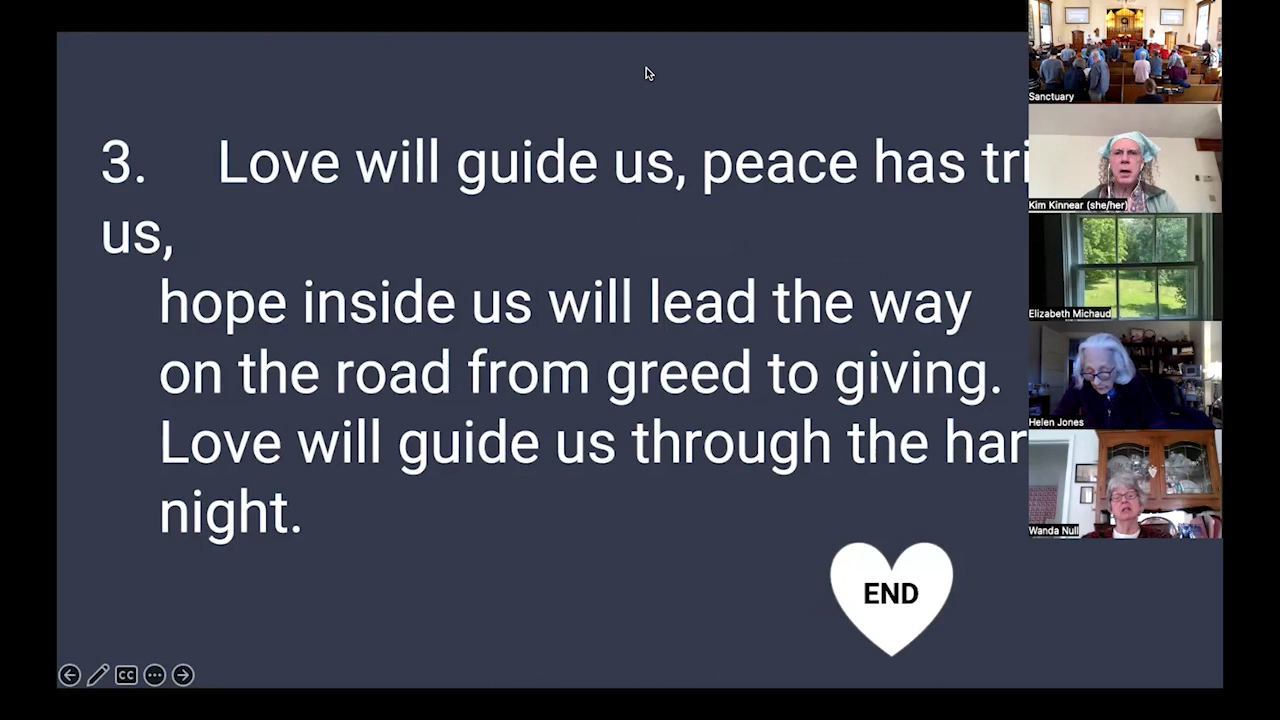 3. Love will guide us, peace has
us,
hope inside us will lead the way
on the road from greed to giving.
Love will guide us through the
night.
END
CC
Sanctuary
Kim Kinnear (she/her)
Elizabeth Michaud
Helen Jones
Wanda Null